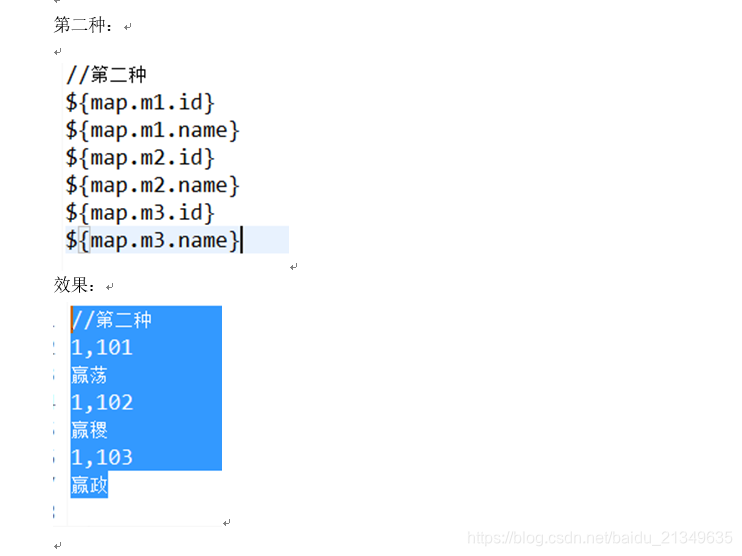 第二种：
//第二种
${map.m1.id}
${map.m1.name}
${map.m2.id}
${map.m2.name}
${map.m3.id}
${map.m3.name}
效果：
//第二种
1,101
嬴荡
1,102
嬴稷
1,103
嬴政
https://blog.csdn.net/baidu_21349635